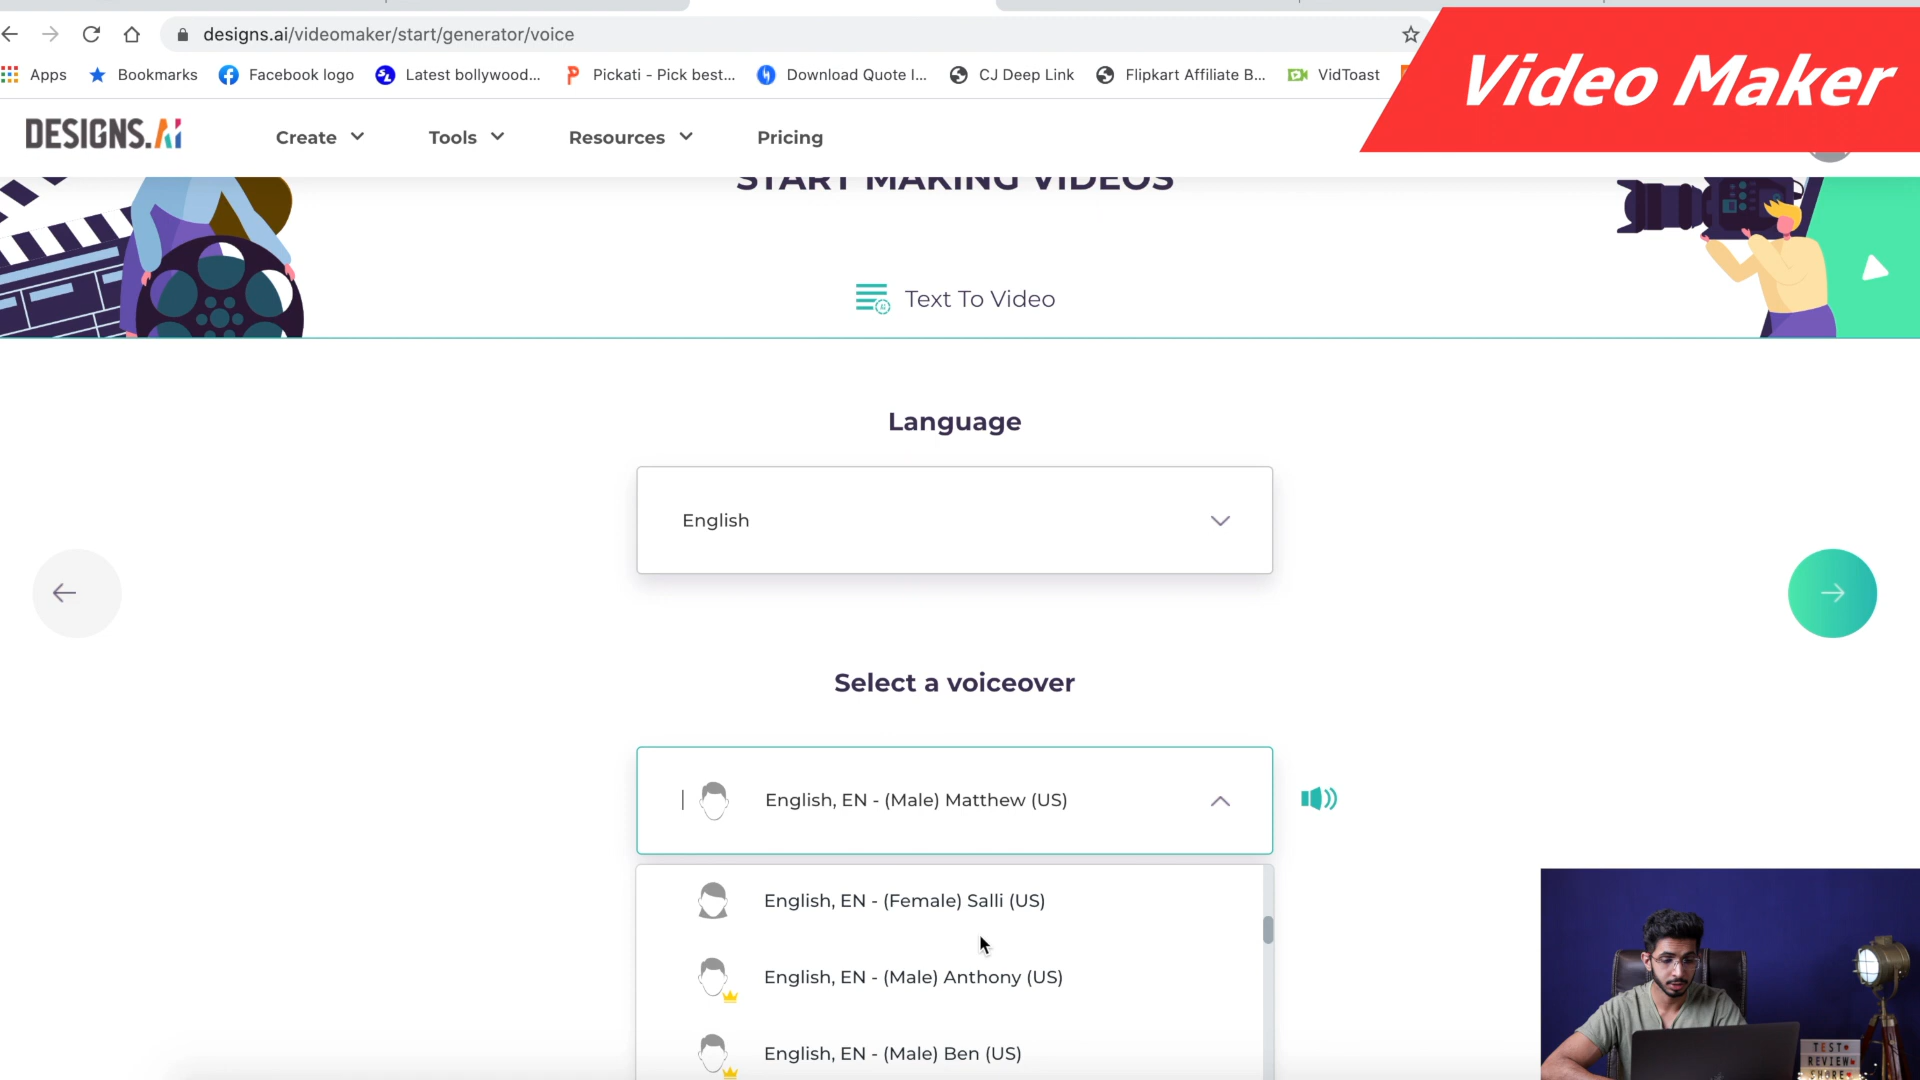 designs.ai/videomaker/start/generator/voice
Apps Bookmarks Facebook logo Latest bollywood... Pickati - Pick best... Download Quote I... CJ Deep Link Flipkart Affiliate B... VidToast
Video Maker
DESIGNS.Ai Create Tools Resources Pricing
START MAKING VIDEOS
Text To Video
Language
English
Select a voiceover
English, EN - (Male) Matthew (US)
English, EN - (Female) Salli (US)
English, EN - (Male) Anthony (US)
English, EN - (Male) Ben (US)
TEST
REVIEW
SHARE